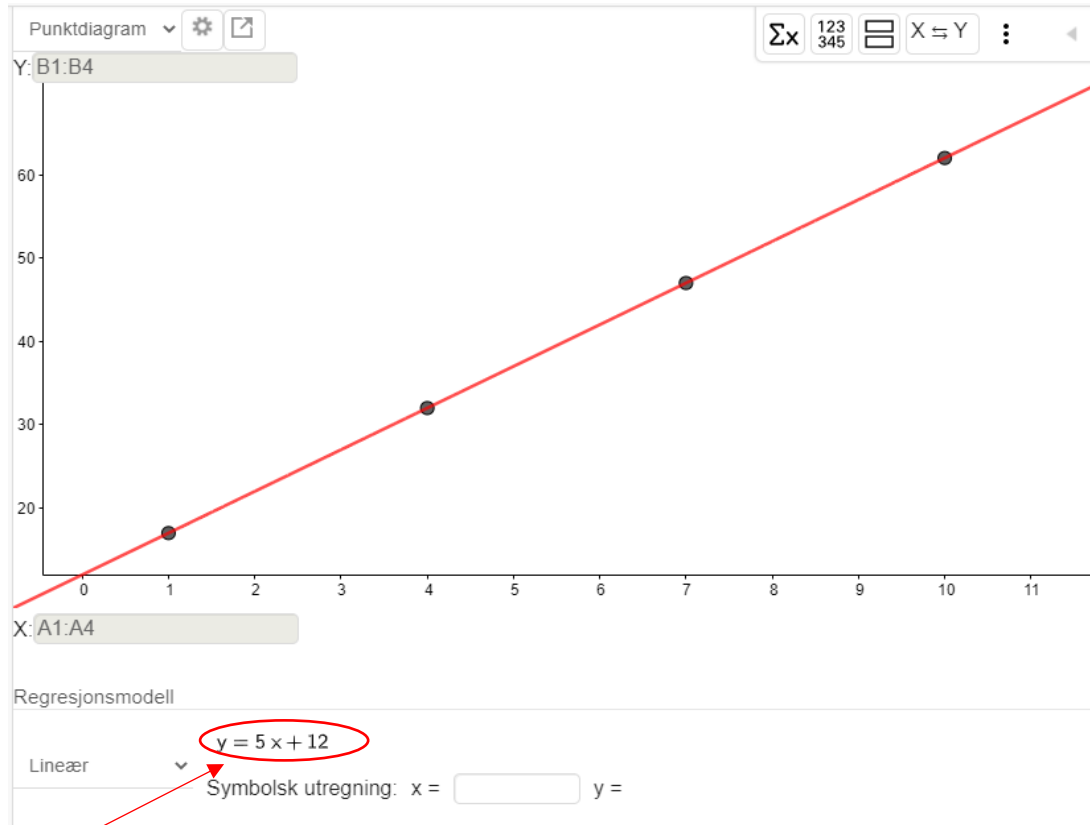 Punktdiagram
Σx 123 345 X ⇆ Y
Y: B1:B4
60
50
40
30
20
0 1 2 3 4 5 6 7 8 9 10 11
X: A1:A4
Regresjonsmodell
y = 5 x + 12
Lineær
Symbolsk utregning: x = y =